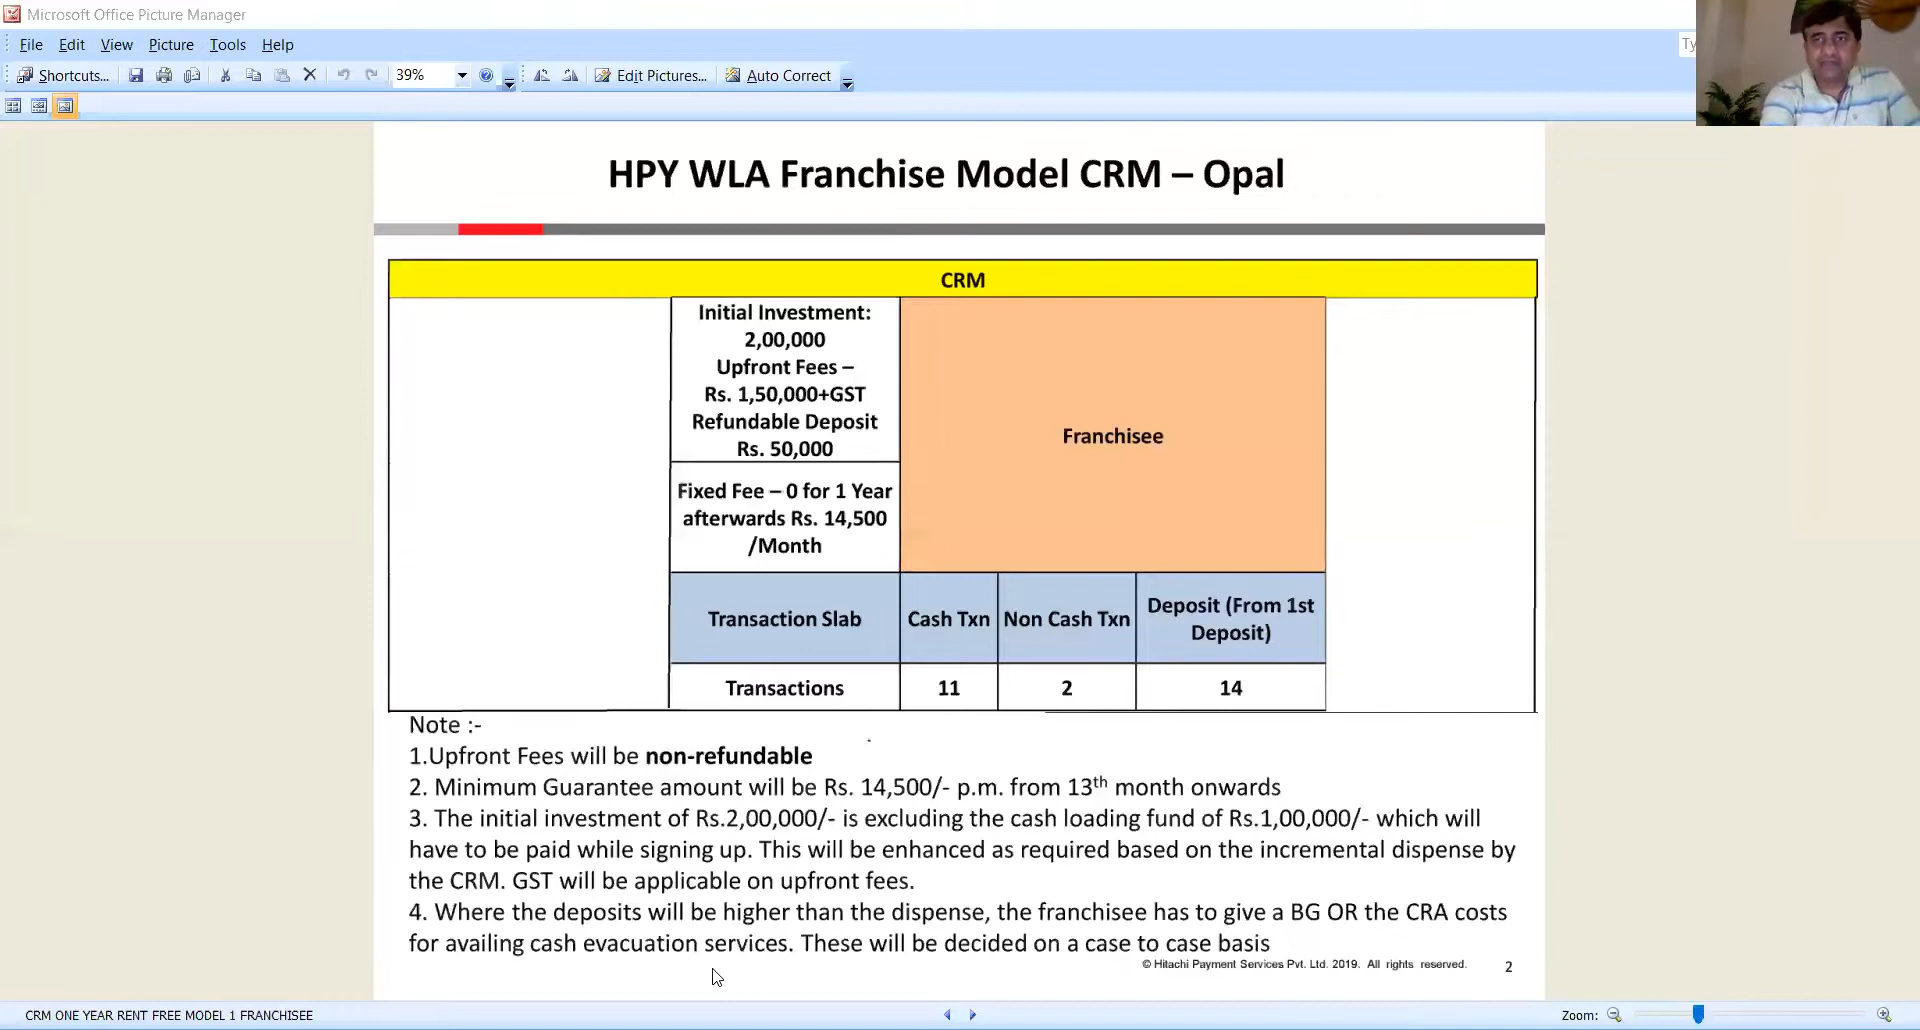 Microsoft Office Picture Manager
File Edit View Picture Tools Help
Ty
Shortcuts... 39% Edit Pictures... Auto Correct
HPY WLA Franchise Model CRM – Opal
CRM
Initial Investment:
2,00,000
Upfront Fees –
Rs. 1,50,000+GST
Refundable Deposit
Rs. 50,000
Franchisee
Fixed Fee – 0 for 1 Year
afterwards Rs. 14,500
/Month
Transaction Slab Cash Txn Non Cash Txn Deposit (From 1st
Deposit)
Transactions 11 2 14
Note :-
1.Upfront Fees will be non-refundable
2. Minimum Guarantee amount will be Rs. 14,500/- p.m. from 13th month onwards
3. The initial investment of Rs.2,00,000/- is excluding the cash loading fund of Rs.1,00,000/- which will
have to be paid while signing up. This will be enhanced as required based on the incremental dispense by
the CRM. GST will be applicable on upfront fees.
4. Where the deposits will be higher than the dispense, the franchisee has to give a BG OR the CRA costs
for availing cash evacuation services. These will be decided on a case to case basis
© Hitachi Payment Services Pvt. Ltd. 2019. All rights reserved. 2
CRM ONE YEAR RENT FREE MODEL 1 FRANCHISEE Zoom: